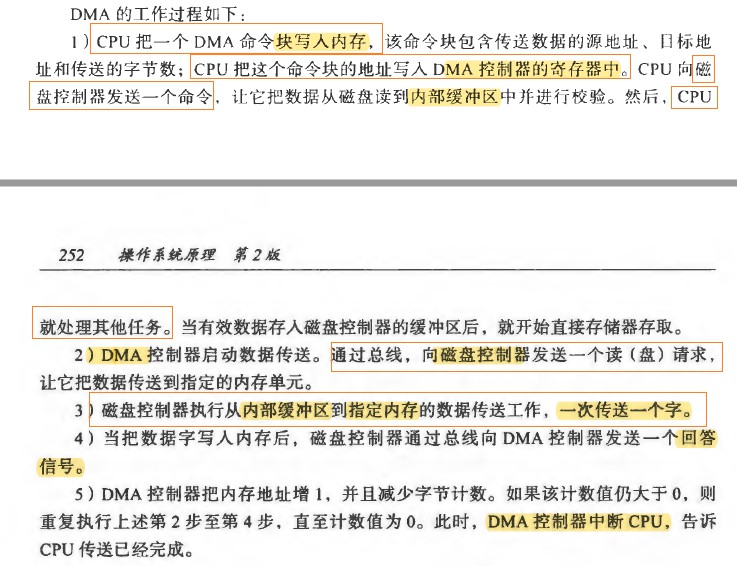 DMA 的工作过程如下：
1）CPU 把一个 DMA 命令块写入内存，该命令块包含传送数据的源地址、目标地
址和传送的字节数；CPU 把这个命令块的地址写入 DMA 控制器的寄存器中。CPU 向磁
盘控制器发送一个命令，让它把数据从磁盘读到内部缓冲区中并进行校验。然后，CPU
252 操作系统原理 第2版
就处理其他任务。当有效数据存入磁盘控制器的缓冲区后，就开始直接存储器存取。
2）DMA 控制器启动数据传送。通过总线，向磁盘控制器发送一个读（盘）请求，
让它把数据传送到指定的内存单元。
3）磁盘控制器执行从内部缓冲区到指定内存的数据传送工作，一次传送一个字。
4）当把数据字写入内存后，磁盘控制器通过总线向 DMA 控制器发送一个回答
信号。
5）DMA 控制器把内存地址增 1，并且减少字节计数。如果该计数值仍大于 0，则
重复执行上述第 2 步至第 4 步，直至计数值为 0。此时，DMA 控制器中断 CPU，告诉
CPU 传送已经完成。